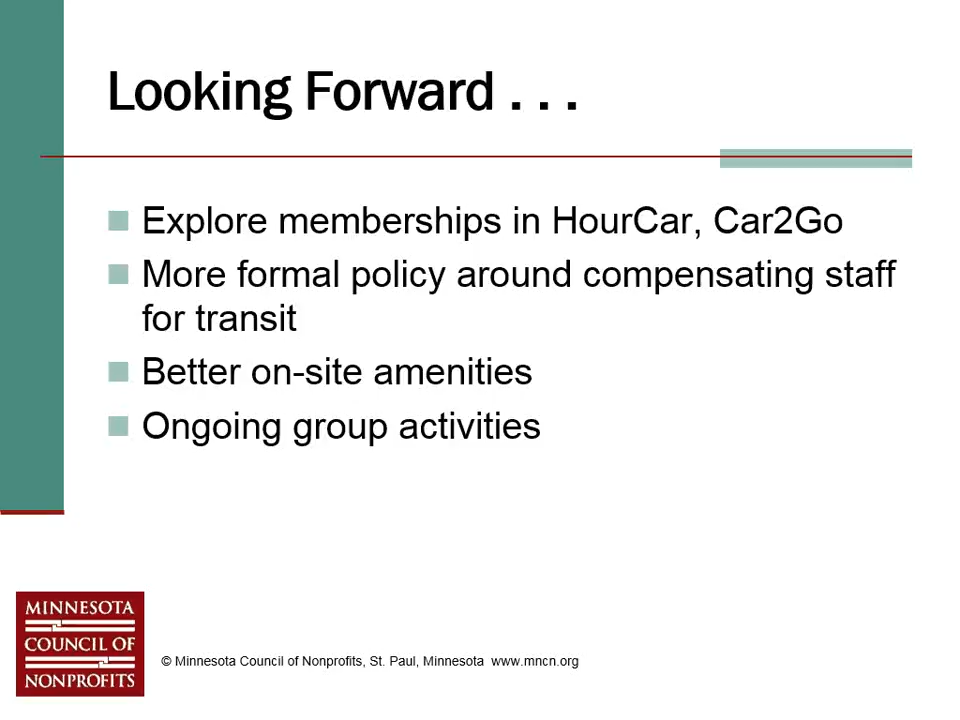 Looking Forward . . .
Explore memberships in HourCar, Car2Go
More formal policy around compensating staff
for transit
Better on-site amenities
Ongoing group activities
MINNESOTA
COUNCIL OF
NONPROFITS
© Minnesota Council of Nonprofits, St. Paul, Minnesota www.mncn.org